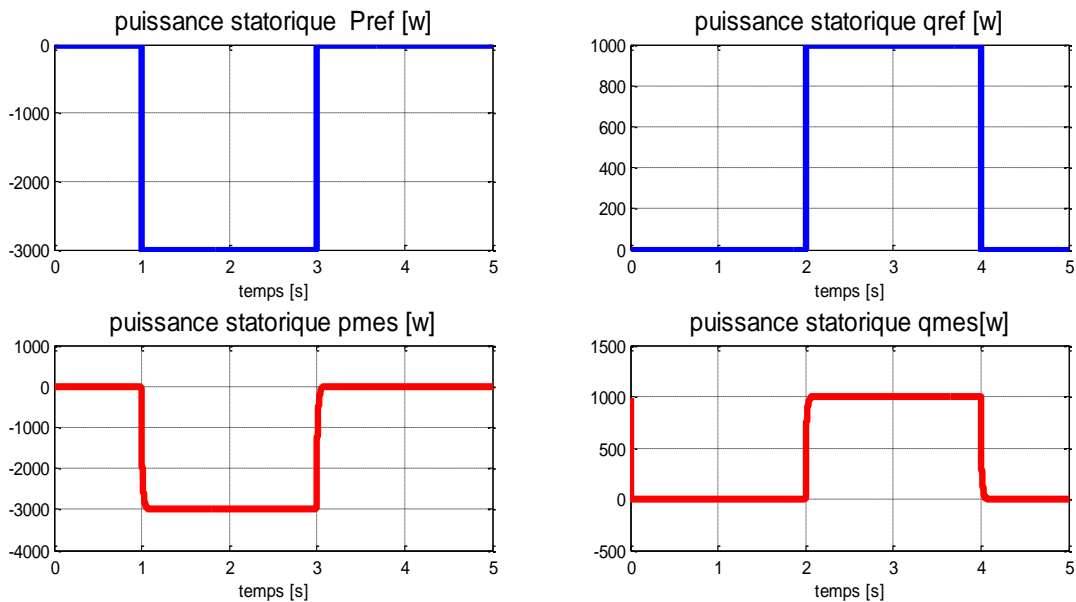 puissance statorique Pref [w]
0
-1000
-2000
-3000
0 1 2 3 4 5
temps [s]
puissance statorique qref [w]
1000
800
600
400
200
0
0 1 2 3 4 5
temps [s]
puissance statorique pmes [w]
1000
0
-1000
-2000
-3000
-4000
0 1 2 3 4 5
temps [s]
puissance statorique qmes[w]
1500
1000
500
0
-500
0 1 2 3 4 5
temps [s]